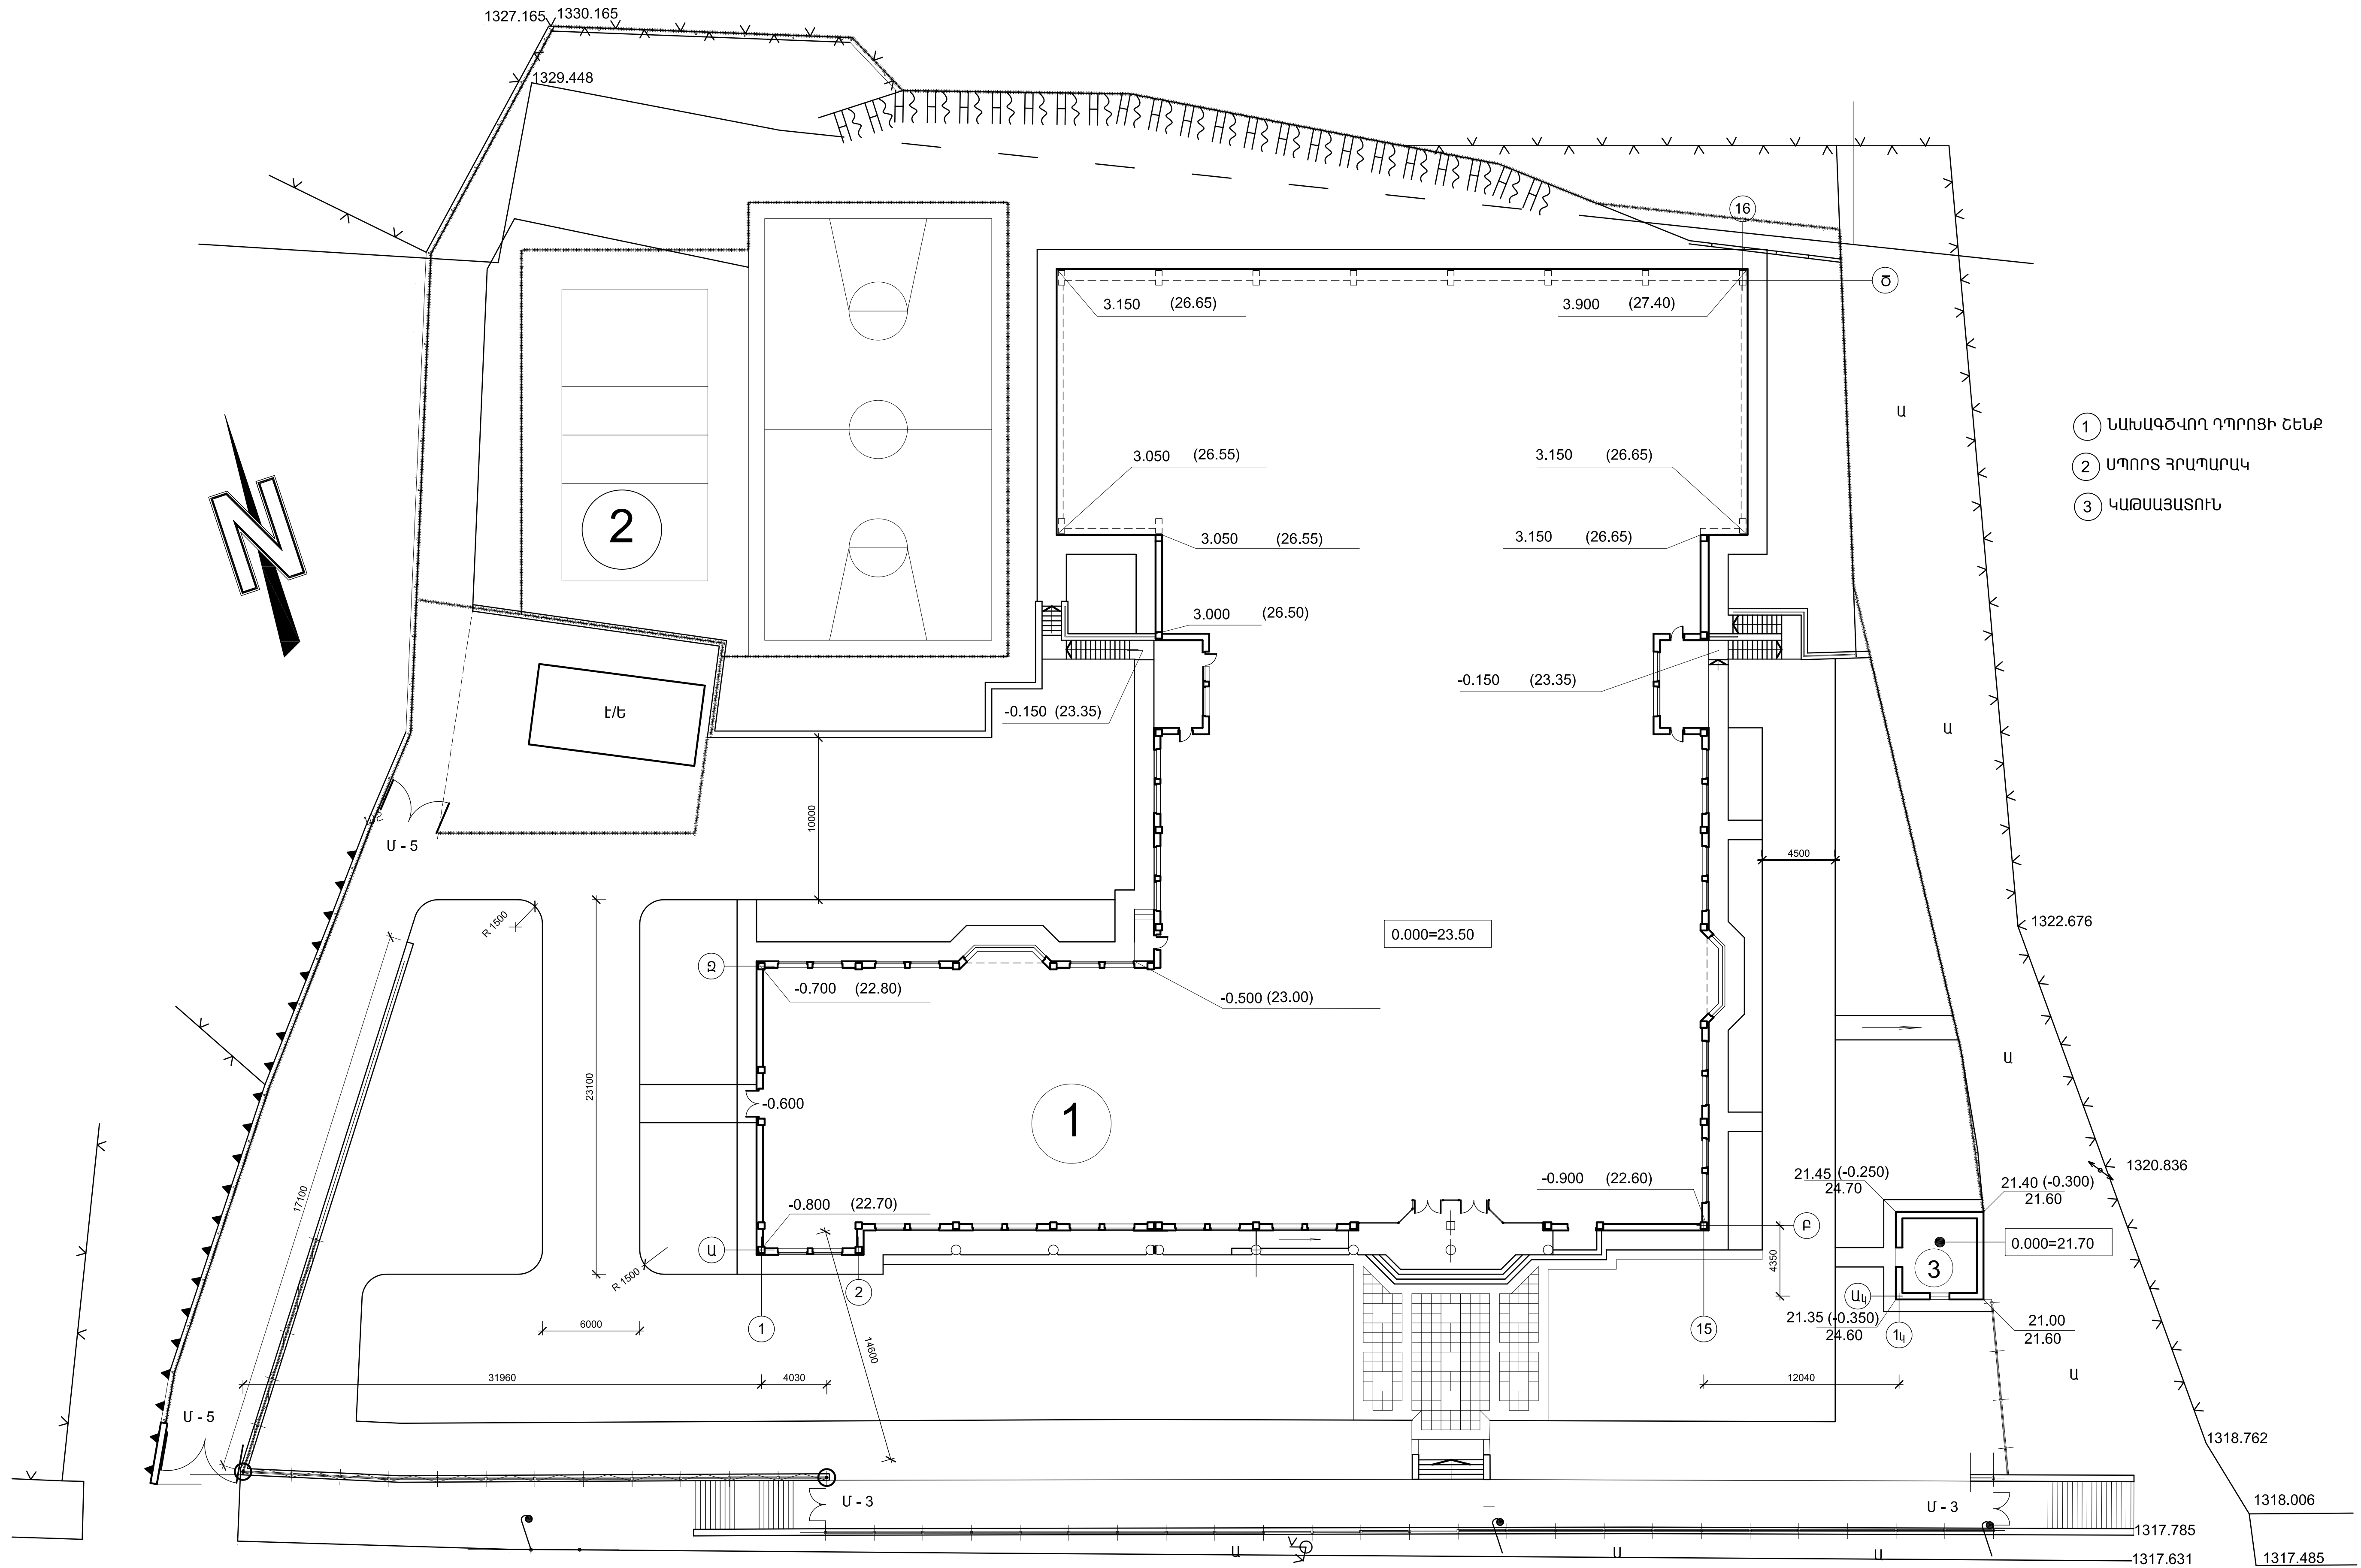 1327.165 1330.165
1329.448
16
Ծ
3.150 (26.65)
3.900 (27.40)
Ա
1 ՆԱԽԱԳԾՎՈՂ ԴՊՐՈՑԻ ՇԵՆՔ
2 ՍՊՈՐՏ ՀՐԱՊԱՐԱԿ
3 ԿԱԹՍԱՅԱՏՈՒՆ
N
3.050 (26.55)
3.150 (26.65)
2
3.050 (26.55)
3.150 (26.65)
3.000 (26.50)
-0.150 (23.35)
-0.150 (23.35)
Է/Ե
Ա
10000
Մ - 5
4500
R 1500
1322.676
0.000=23.50
Զ
-0.700 (22.80)
-0.500 (23.00)
Ա
23100
-0.600
1
17100
1320.836
-0.800 (22.70)
-0.900 (22.60)
21.45 (-0.250)
24.70
21.40 (-0.300)
21.60
Բ
Ա
R 1500
4350
0.000=21.70
3
2
Ակ
1
15
1կ
21.35 (-0.350)
24.60
21.00
21.60
6000
14600
31960
4030
12040
Ա
Մ - 5
1318.762
Մ - 3
Մ - 3
1318.006
1317.785
Ա
Ա
Ա
1317.631
1317.485